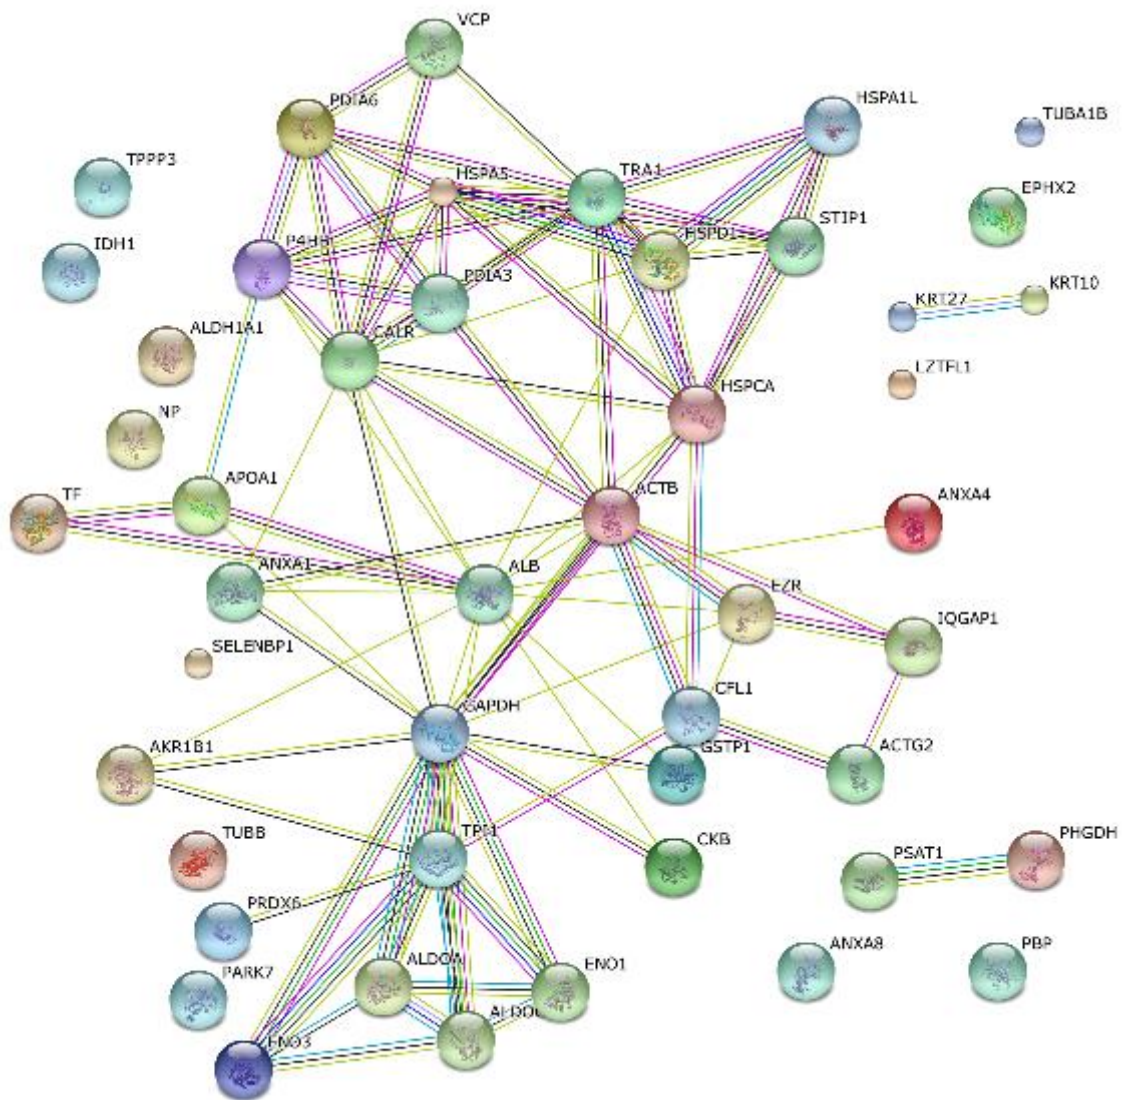 VCP
PDIA6
HSPA1L
TUBA1B
TPPP3
HSPA5
TRA1
EPHX2
STIP1
P4HB
HSPD1
IDH1
PDIA3
KRT10
KRT27
ALDH1A1
CALR
LZTFL1
HSPCA
NP
APOA1
TF
ACTB
ANXA4
ANXA1
ALB
EZR
IQGAP1
SELENBP1
CFL1
GAPDH
GSTP1
AKR1B1
ACTG2
TPI1
TUBB
CKB
PHGDH
PSAT1
PRDX6
ANXA8
PBP
ALDOA
ENO1
PARK7
ENO3